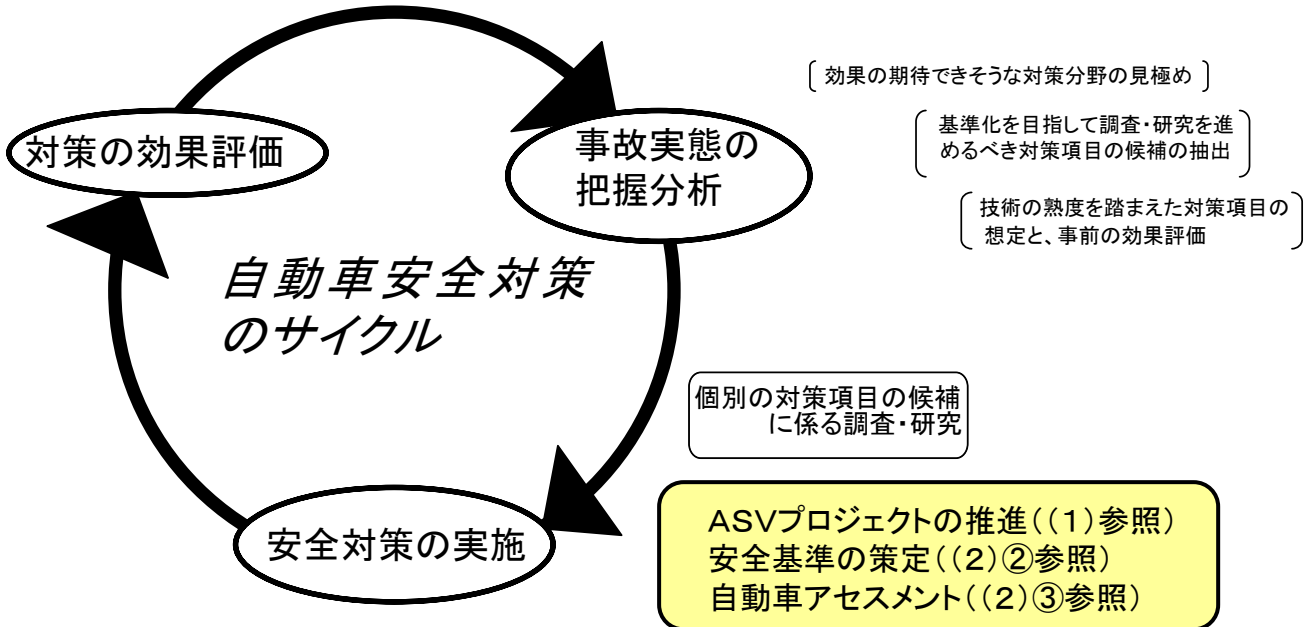 対策の効果評価
事故実態の
把握分析
効果の期待できそうな対策分野の見極め
基準化を目指して調査・研究を進
めるべき対策項目の候補の抽出
技術の熟度を踏まえた対策項目の
想定と、事前の効果評価
自動車安全対策
のサイクル
個別の対策項目の候補
に係る調査・研究
安全対策の実施
ASVプロジェクトの推進((1)参照)
安全基準の策定((2)②参照)
自動車アセスメント((2)③参照)